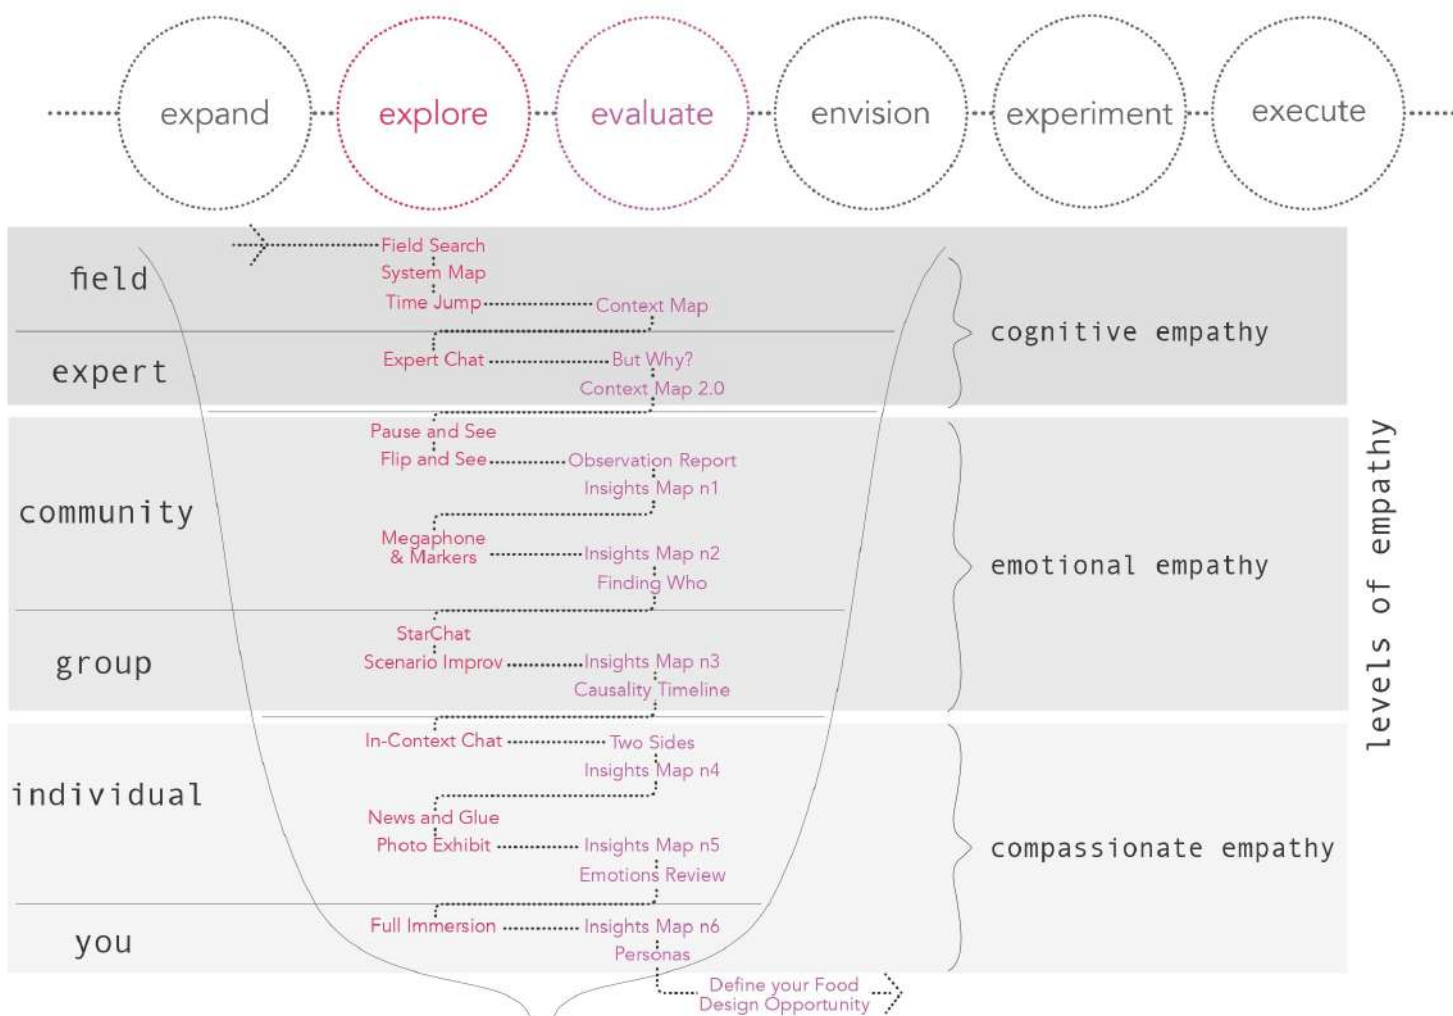 expand
explore
evaluate
envision
experiment
execute
field
Field Search
System Map
Time Jump
Context Map
cognitive empathy
expert
Expert Chat
But Why?
Context Map 2.0
Pause and See
Flip and See
Observation Report
Insights Map n1
community
Megaphone
& Markers
Insights Map n2
Finding Who
emotional empathy
group
StarChat
Scenario Improv
Insights Map n3
Causality Timeline
levels of empathy
In-Context Chat
Two Sides
Insights Map n4
individual
News and Glue
Photo Exhibit
Insights Map n5
Emotions Review
compassionate empathy
you
Full Immersion
Insights Map n6
Personas
Define your Food
Design Opportunity